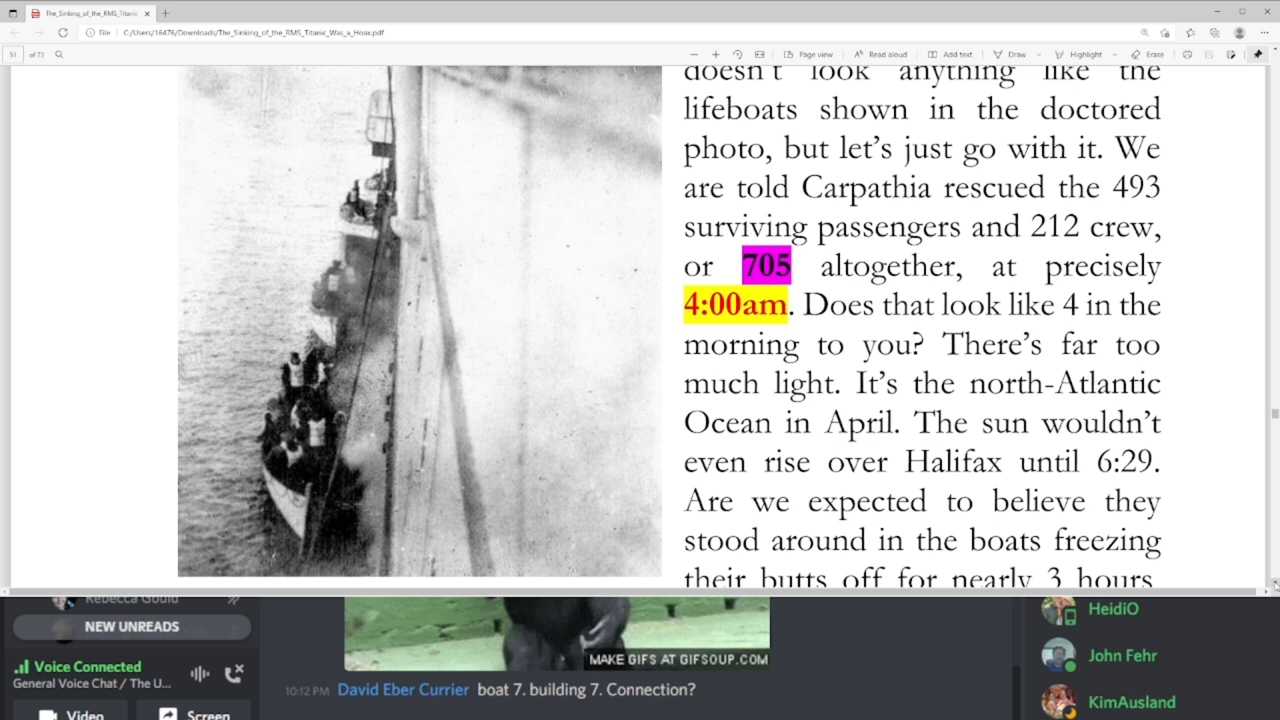 The_Sinking_of_the_RMS_Titanic
File C:/Users/16476/Downloads/The_Sinking_of_the_RMS_Titanic_Was_a_Hoax.pdf
51 of 73
Page view Read aloud Add text Draw Highlight Erase
doesn't look anything like the
lifeboats shown in the doctored
photo, but let's just go with it. We
are told Carpathia rescued the 493
surviving passengers and 212 crew,
or 705 altogether, at precisely
4:00am. Does that look like 4 in the
morning to you? There's far too
much light. It's the north-Atlantic
Ocean in April. The sun wouldn't
even rise over Halifax until 6:29.
Are we expected to believe they
stood around in the boats freezing
their butts off for nearly 3 hours,
Rebecca Gould
NEW UNREADS
Voice Connected
General Voice Chat / The U...
Video Screen
MAKE GIFS AT GIFSOUP.COM
10:12 PM David Eber Currier boat 7. building 7. Connection?
HeidiO
John Fehr
KimAusland